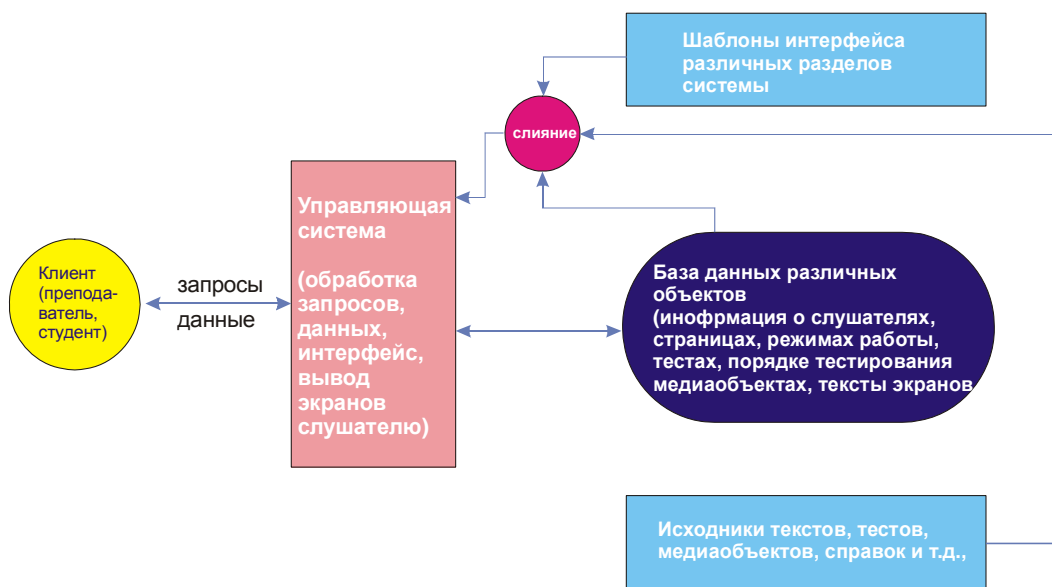 Шаблоны интерфейса
различных разделов
системы
слияние
Управляющая
система
(обработка
запросов,
данных,
интерфейс,
вывод
экранов
слушателю)
Клиент
(препода-
ватель,
студент)
запросы
данные
База данных различных
объектов
(инофрмация о слушателях,
страницах, режимах работы,
тестах, порядке тестирования
медиаобъектах, тексты экранов
Исходники текстов, тестов,
медиаобъектов, справок и т.д.,